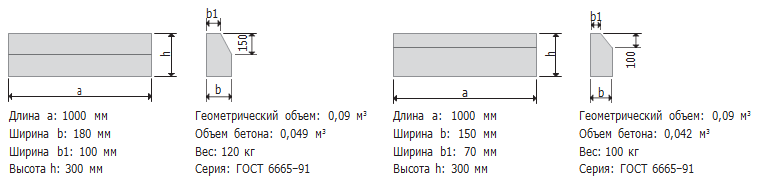 b1
150
h
b
a
Длина a: 1000 мм
Ширина b: 180 мм
Ширина b1: 100 мм
Высота h: 300 мм
Геометрический объем: 0,09 м³
Объем бетона: 0,049 м³
Вес: 120 кг
Серия: ГОСТ 6665-91
b1
100
h
b
a
Длина a: 1000 мм
Ширина b: 150 мм
Ширина b1: 70 мм
Высота h: 300 мм
Геометрический объем: 0,09 м³
Объем бетона: 0,042 м³
Вес: 100 кг
Серия: ГОСТ 6665-91